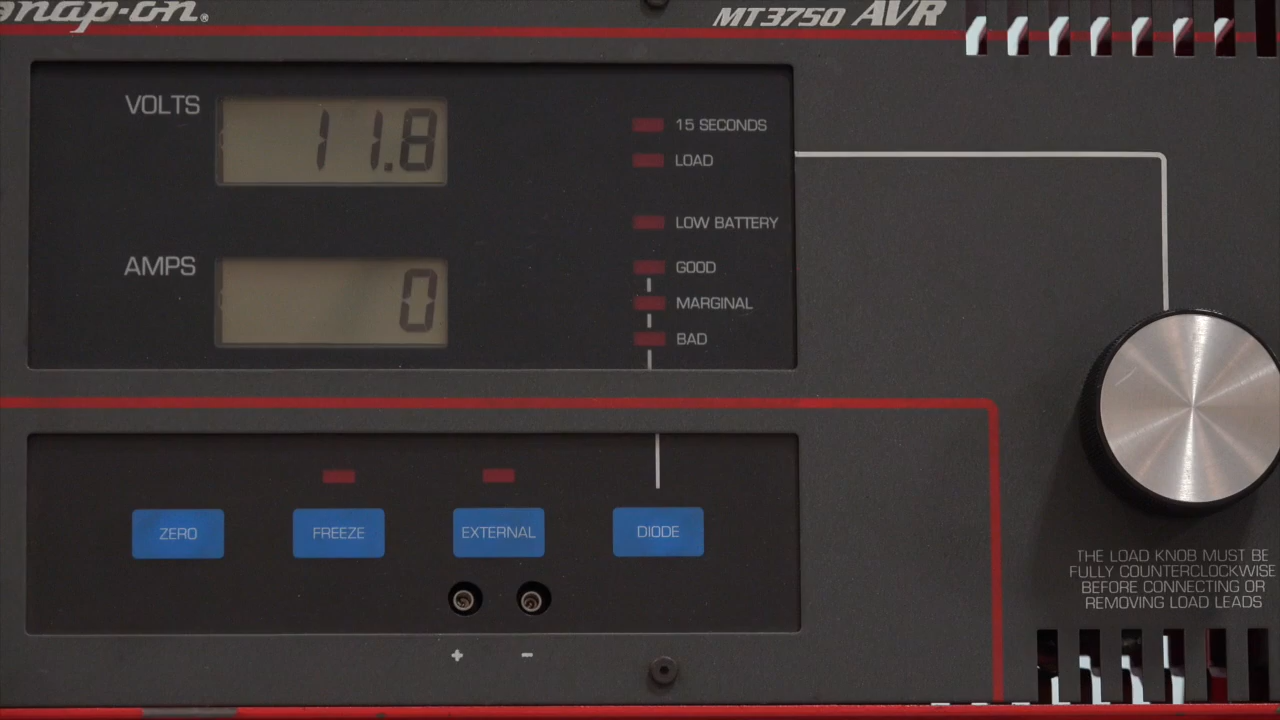 snap-on®
MT3750 AVR
VOLTS
11.8
15 SECONDS
LOAD
LOW BATTERY
AMPS
0
GOOD
MARGINAL
BAD
ZERO
FREEZE
EXTERNAL
DIODE
+ −
THE LOAD KNOB MUST BE
FULLY COUNTERCLOCKWISE
BEFORE CONNECTING OR
REMOVING LOAD LEADS